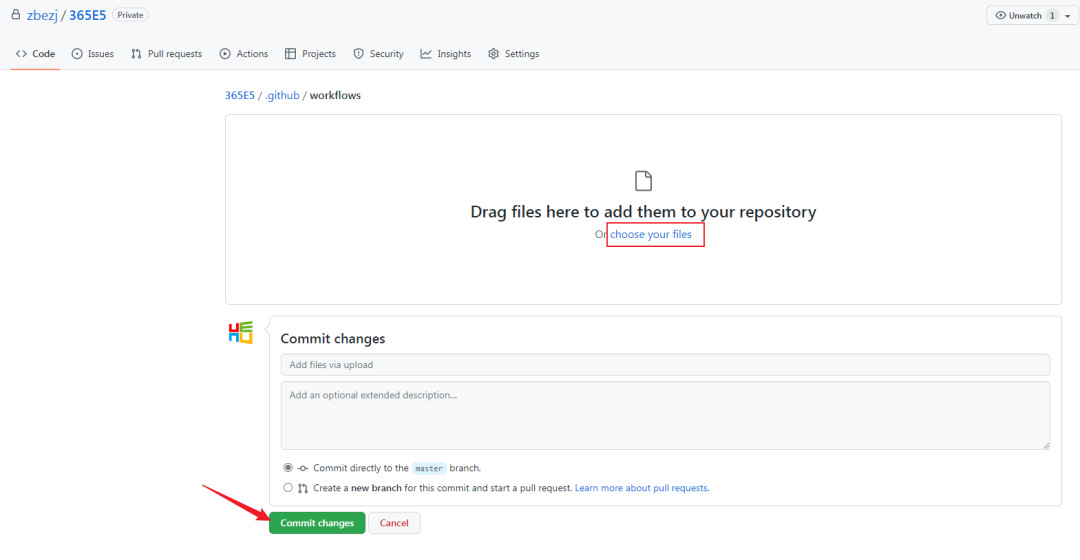 zbezj / 365E5 Private
Unwatch 1
Code Issues Pull requests Actions Projects Security Insights Settings
365E5 / .github / workflows
Drag files here to add them to your repository
Or choose your files
Commit changes
Add files via upload
Add an optional extended description...
Commit directly to the master branch.
Create a new branch for this commit and start a pull request. Learn more about pull requests.
Commit changes Cancel